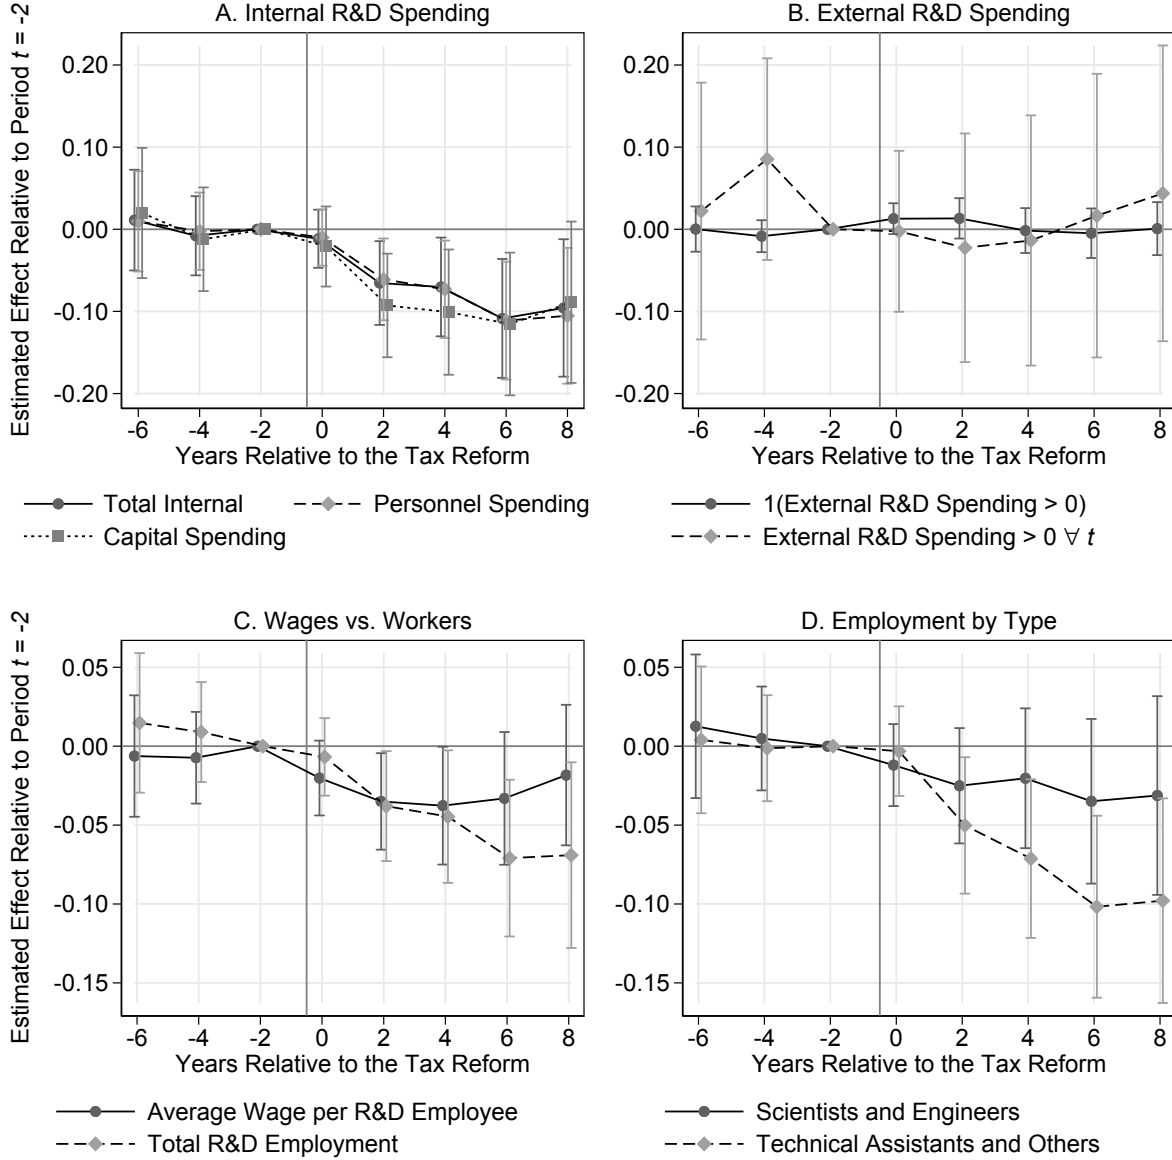 A. Internal R&D Spending
Estimated Effect Relative to Period t = -2
0.20
0.10
0.00
-0.10
-0.20
-6 -4 -2 0 2 4 6 8
Years Relative to the Tax Reform
Total Internal
Personnel Spending
Capital Spending
B. External R&D Spending
0.20
0.10
0.00
-0.10
-0.20
-6 -4 -2 0 2 4 6 8
Years Relative to the Tax Reform
1(External R&D Spending > 0)
External R&D Spending > 0 ∀ t
C. Wages vs. Workers
Estimated Effect Relative to Period t = -2
0.05
0.00
-0.05
-0.10
-0.15
-6 -4 -2 0 2 4 6 8
Years Relative to the Tax Reform
Average Wage per R&D Employee
Total R&D Employment
D. Employment by Type
0.05
0.00
-0.05
-0.10
-0.15
-6 -4 -2 0 2 4 6 8
Years Relative to the Tax Reform
Scientists and Engineers
Technical Assistants and Others